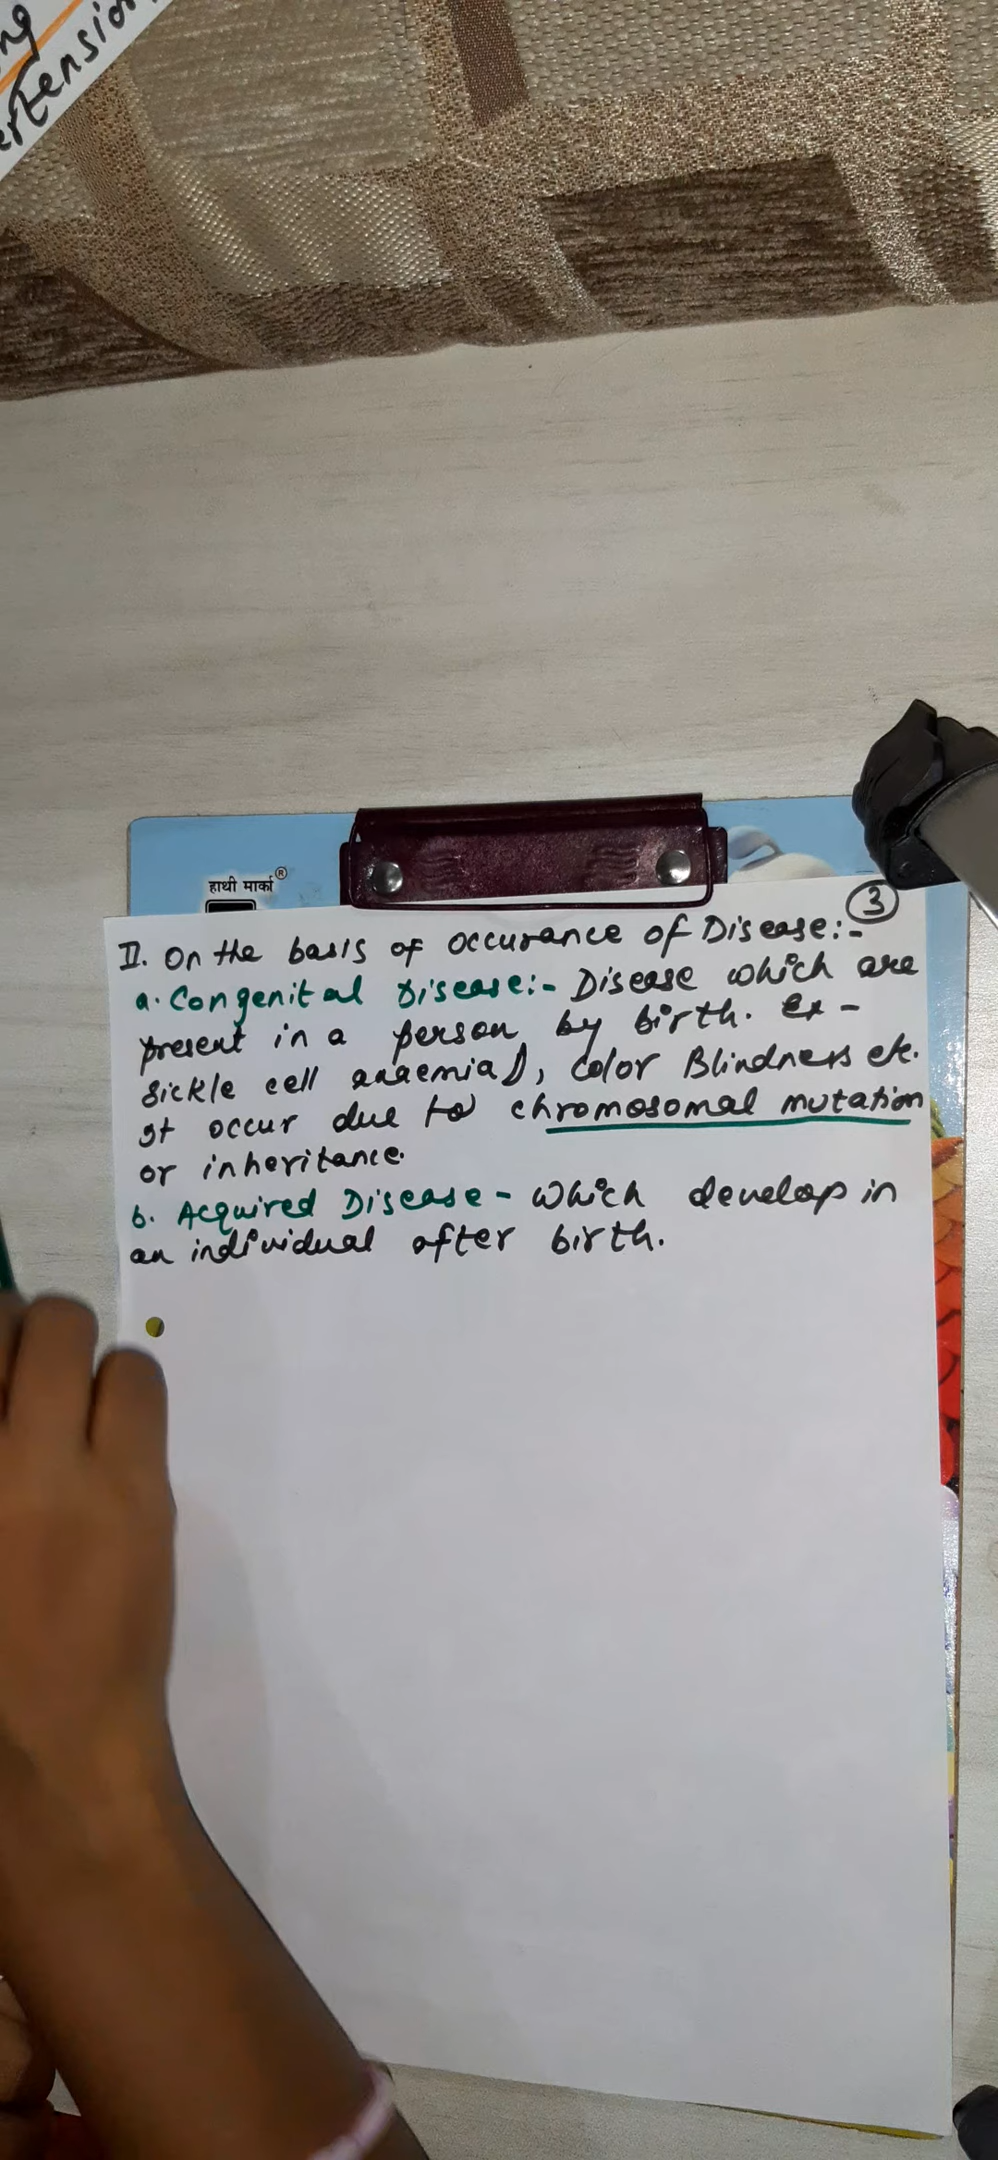 ng
ertension
हाथी मार्का®
3
II. On the basis of occurance of Disease:-
a. Congenital Disease:- Disease which are
present in a person by birth. Ex -
Sickle cell anaemia, Color Blindness etc.
It occur due to chromosomal mutation
or inheritance.
b. Acquired Disease - which develop in
an individual after birth.